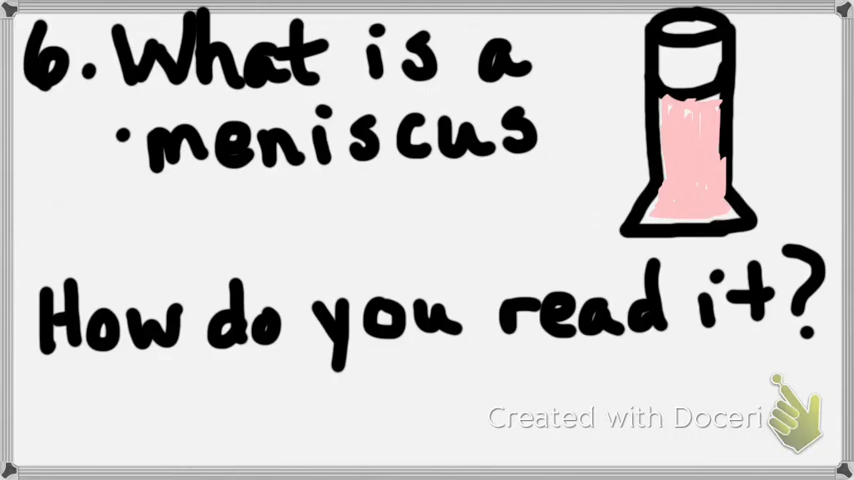 6. What is a
meniscus
How do you read it?
Created with Doceri